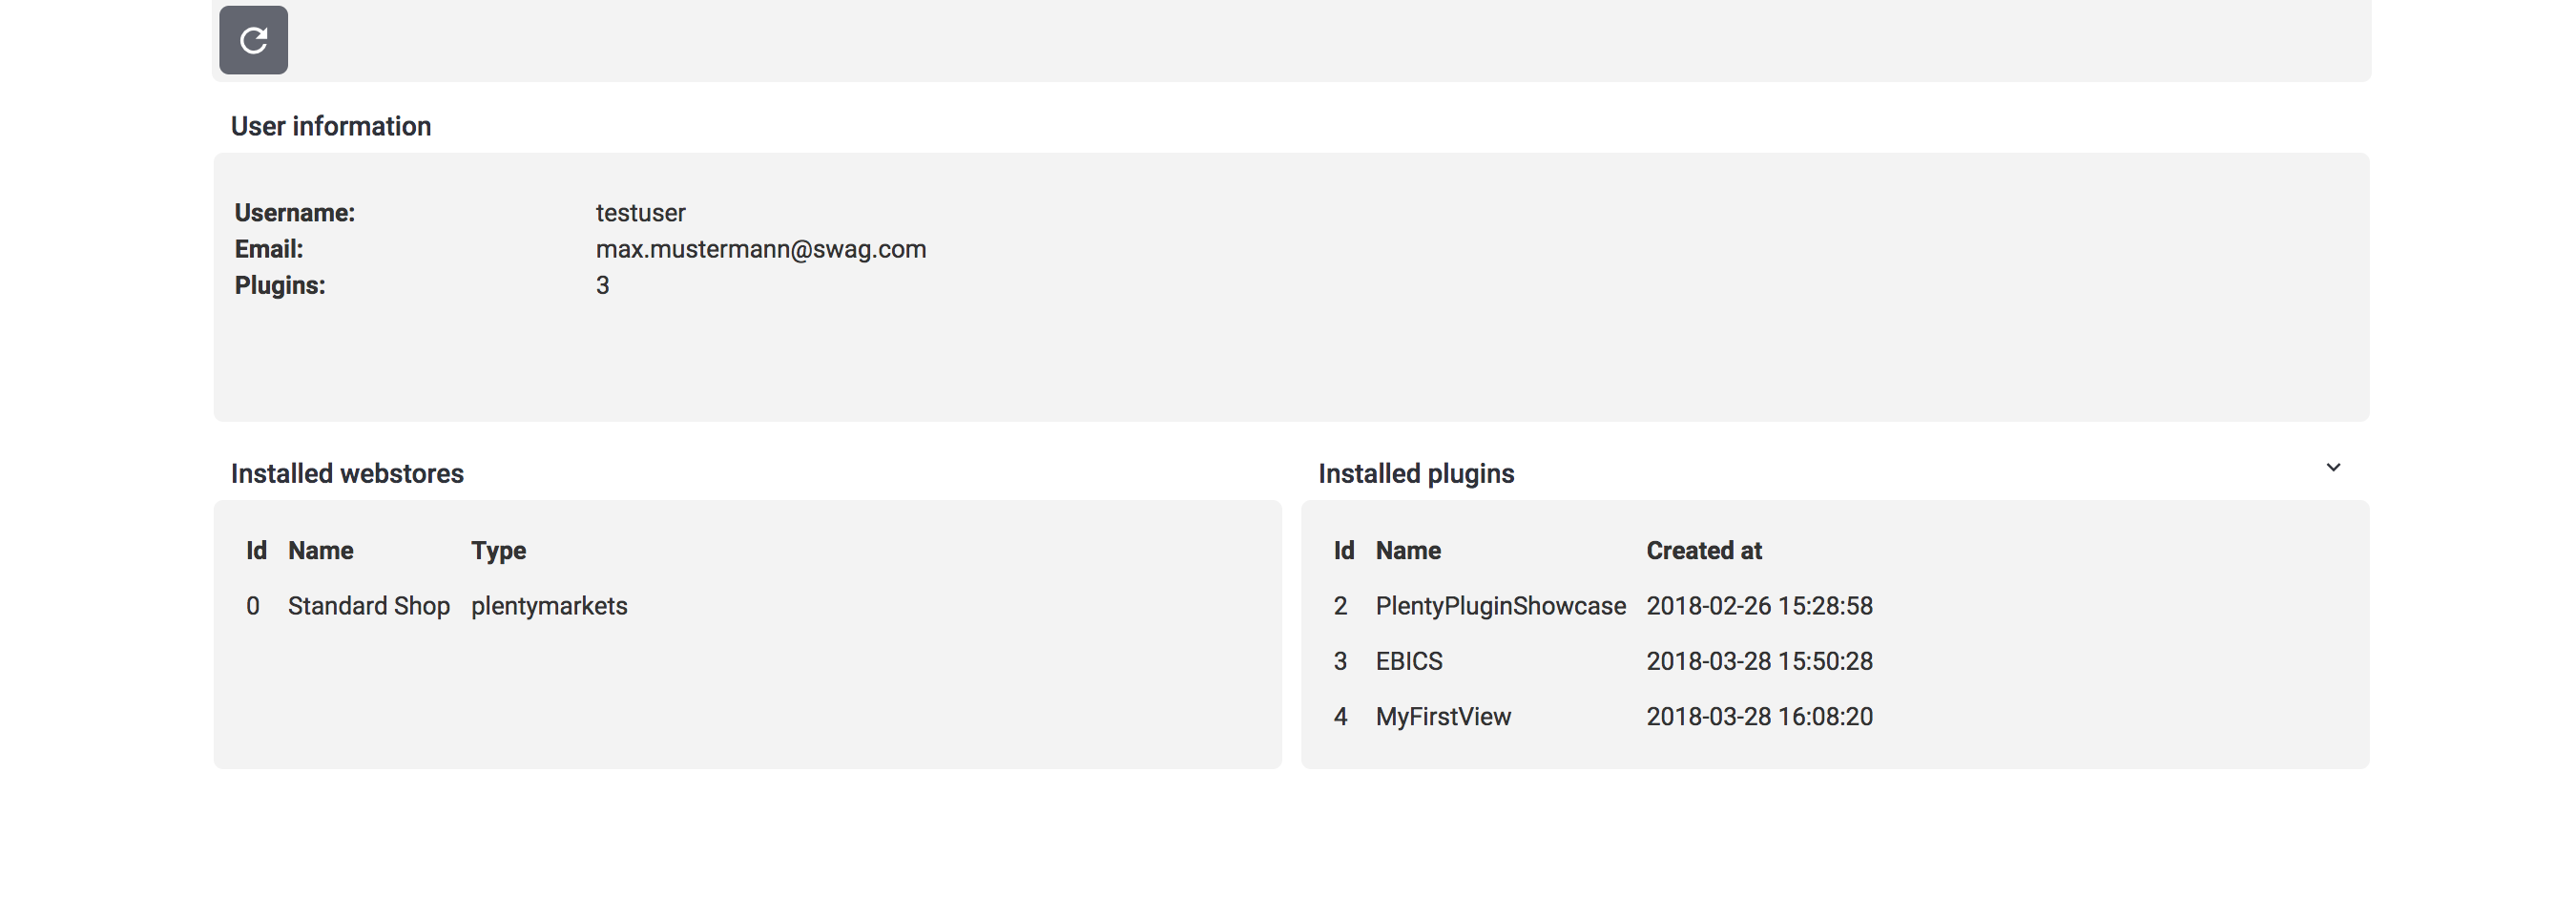 User information
Username: testuser
Email: max.mustermann@swag.com
Plugins: 3
Installed webstores
Id Name Type
0 Standard Shop plentymarkets
Installed plugins
Id Name Created at
2 PlentyPluginShowcase 2018-02-26 15:28:58
3 EBICS 2018-03-28 15:50:28
4 MyFirstView 2018-03-28 16:08:20